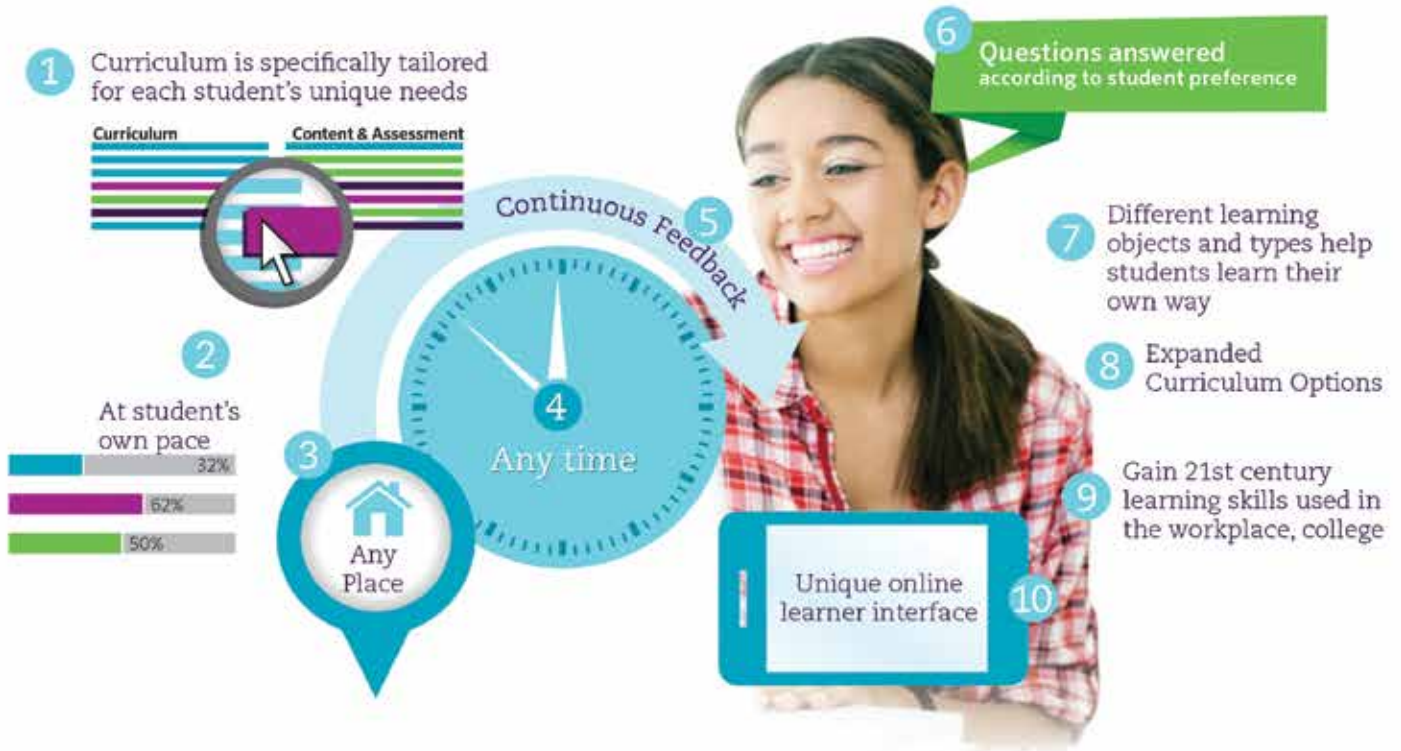 1
Curriculum is specifically tailored
for each student's unique needs
Curriculum
Content & Assessment
2
At student's
own pace
32%
62%
50%
3
Any
Place
4
Any time
5
Continuous Feedback
6
Questions answered
according to student preference
7
Different learning
objects and types help
students learn their
own way
8
Expanded
Curriculum Options
9
Gain 21st century
learning skills used in
the workplace, college
10
Unique online
learner interface